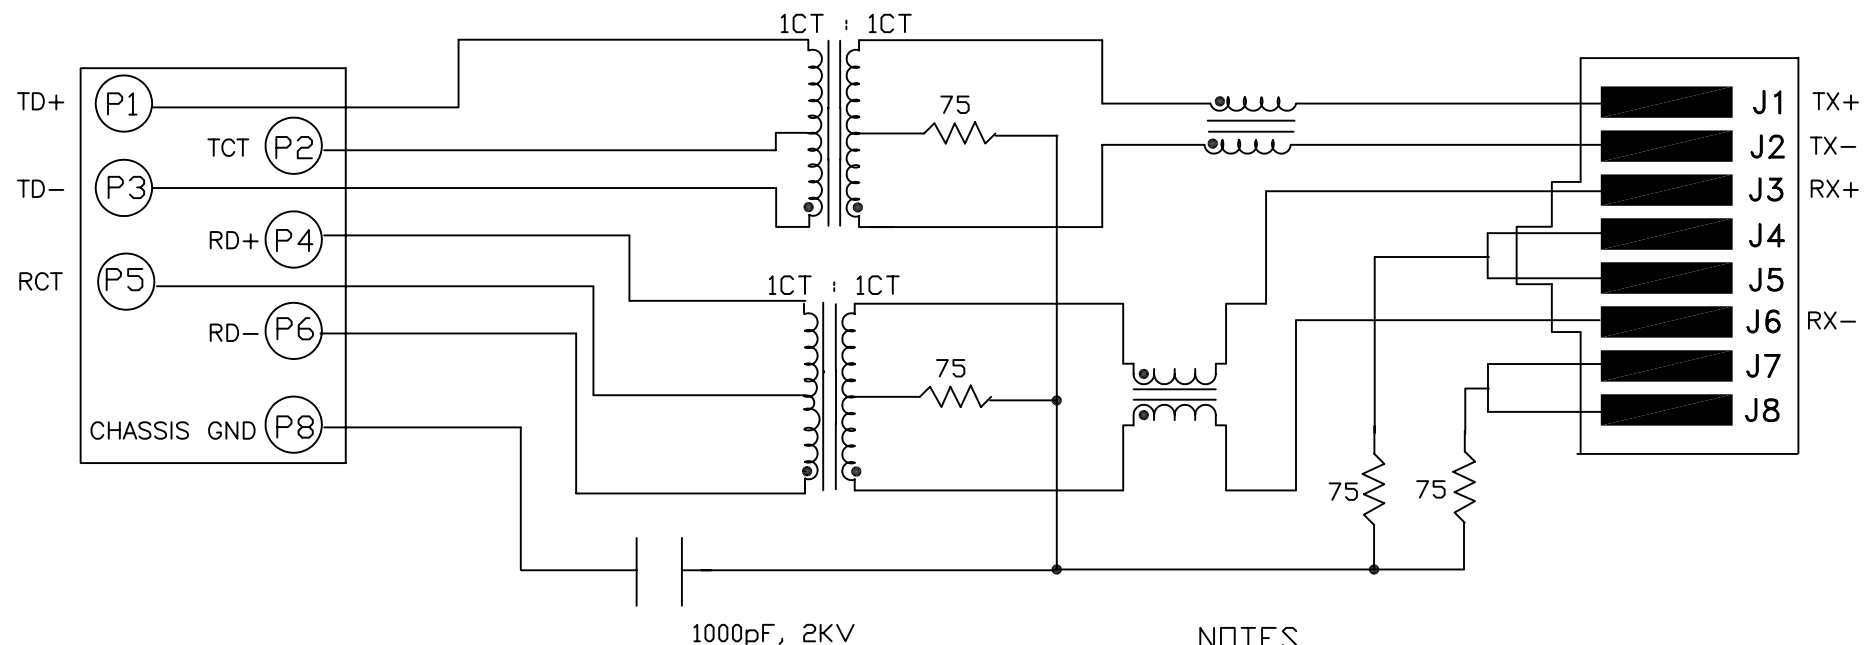 1CT : 1CT
TD+ P1
TCT P2
TD- P3
RD+ P4
RCT P5
RD- P6
CHASSIS GND P8
75
1CT : 1CT
75
75
75
J1 TX+
J2 TX-
J3 RX+
J4
J5
J6 RX-
J7
J8
1000pF, 2KV
NOTES